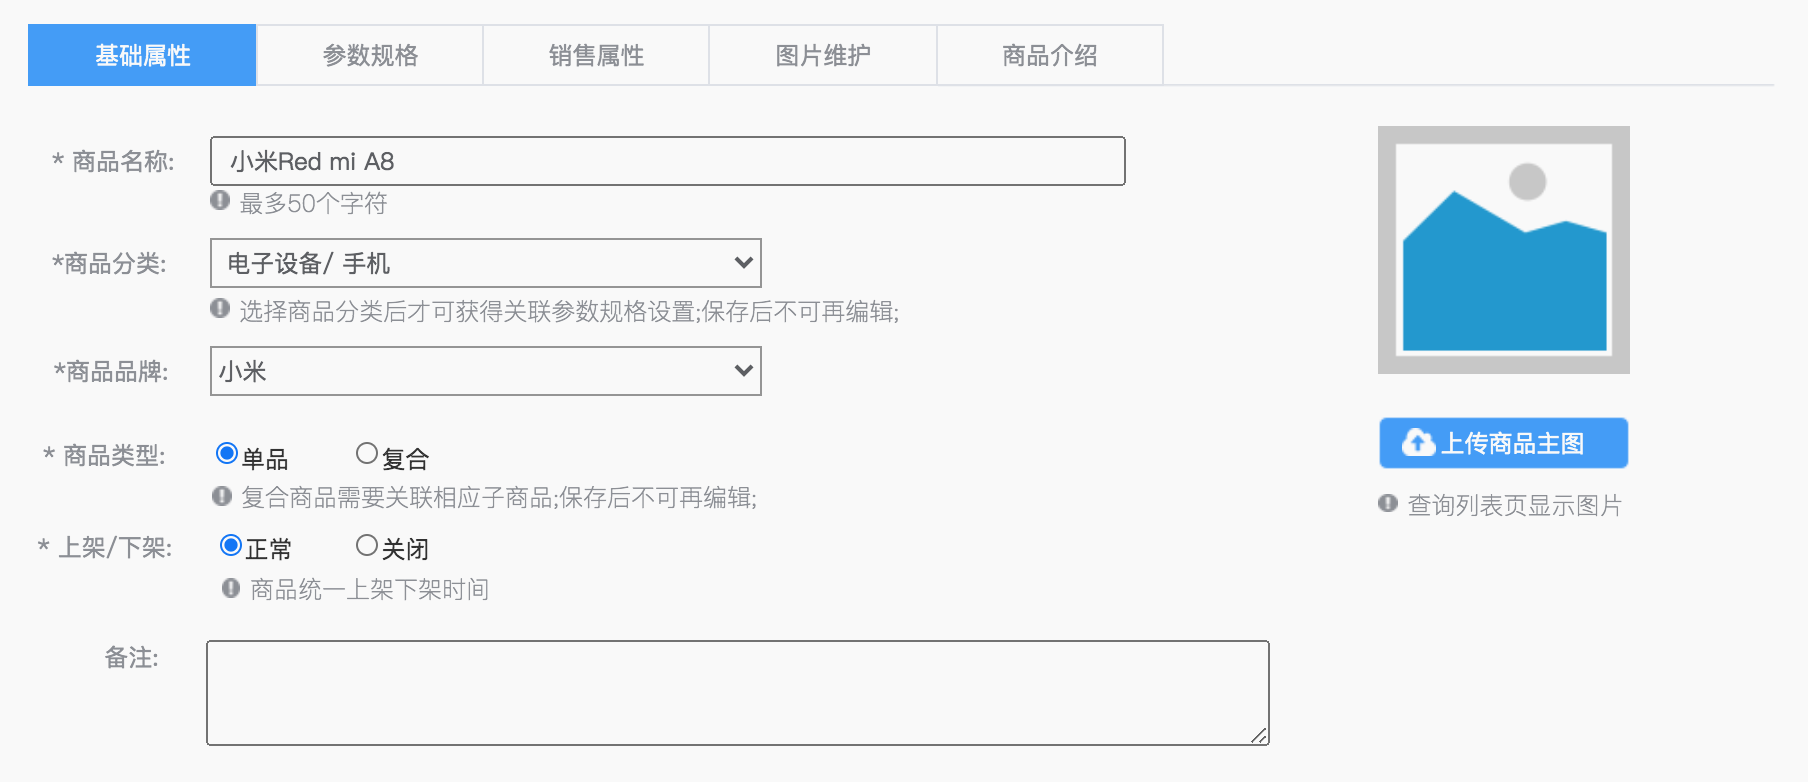 基础属性 参数规格 销售属性 图片维护 商品介绍
* 商品名称: 小米Red mi A8
最多50个字符
*商品分类: 电子设备/ 手机
选择商品分类后才可获得关联参数规格设置;保存后不可再编辑;
*商品品牌: 小米
* 商品类型: 单品 复合
复合商品需要关联相应子商品;保存后不可再编辑;
* 上架/下架: 正常 关闭
商品统一上架下架时间
备注:
上传商品主图
查询列表页显示图片